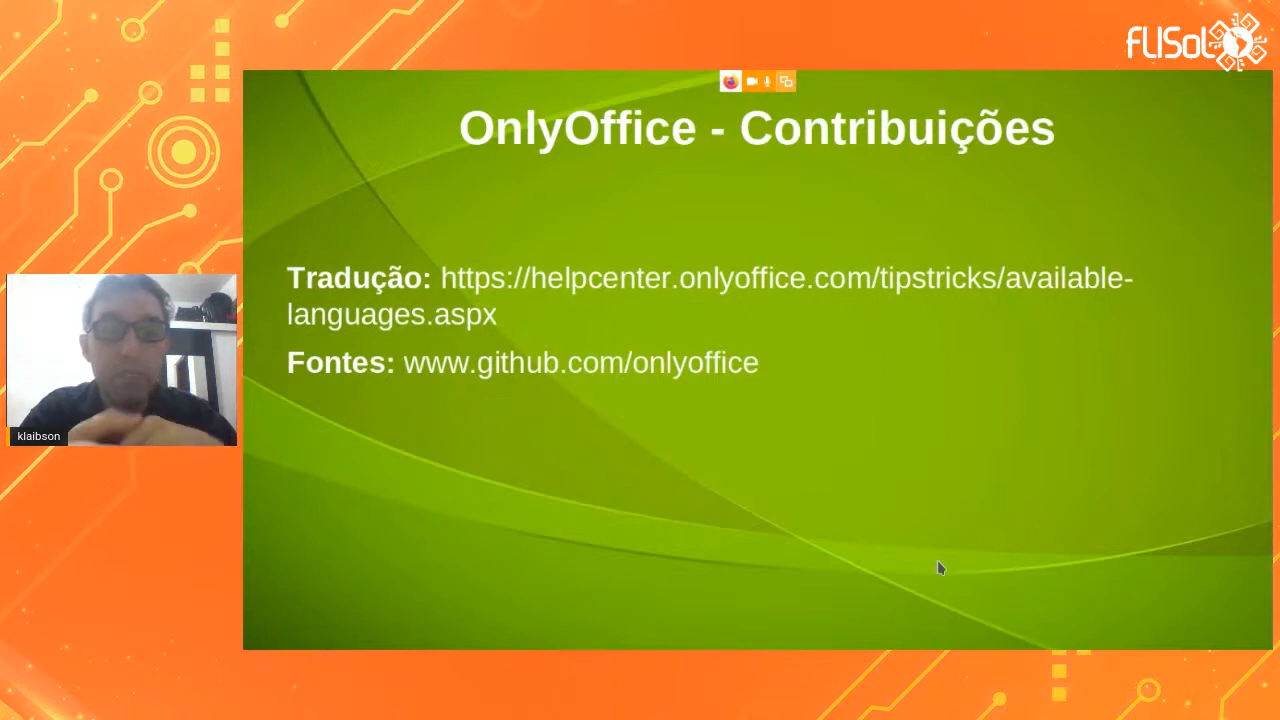 FLISoL
OnlyOffice - Contribuições
Tradução: https://helpcenter.onlyoffice.com/tipstricks/available-
languages.aspx
Fontes: www.github.com/onlyoffice
klaibson